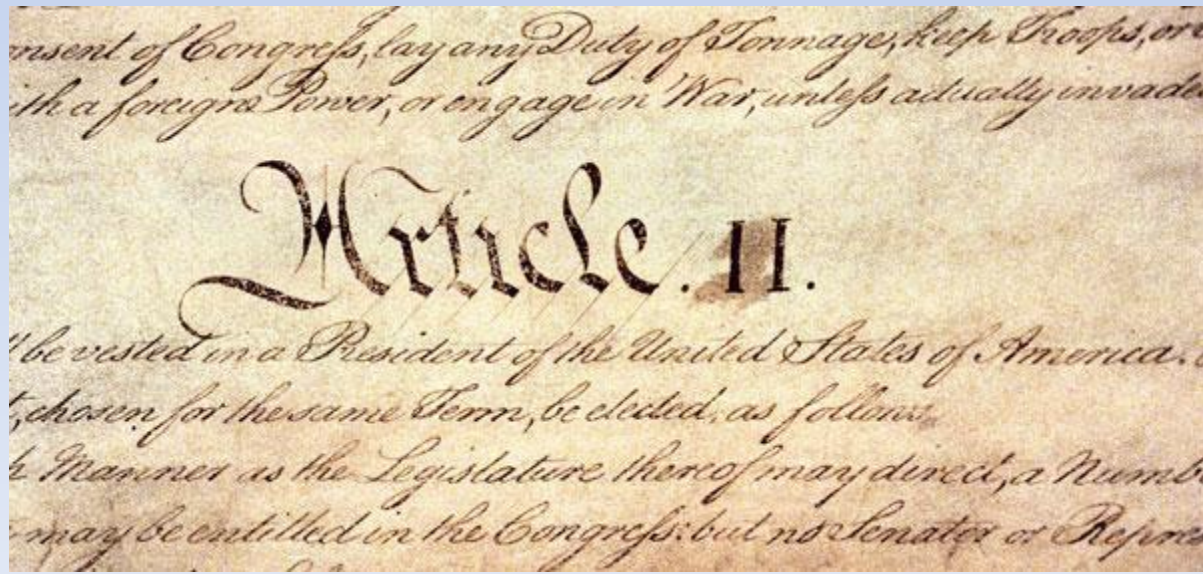 onsent of Congreſs, lay any Duty of Tonnage, keep Troops, or
ith a foreign Power, or engage in War, unleſs actually invade
Article. II.
ll be vested in a President of the United States of America.
t, chosen for the same Term, be elected, as follows
h Manner as the Legislature thereof may direct, a Numb
may be entitled in the Congreſs: but no Senator or Repre